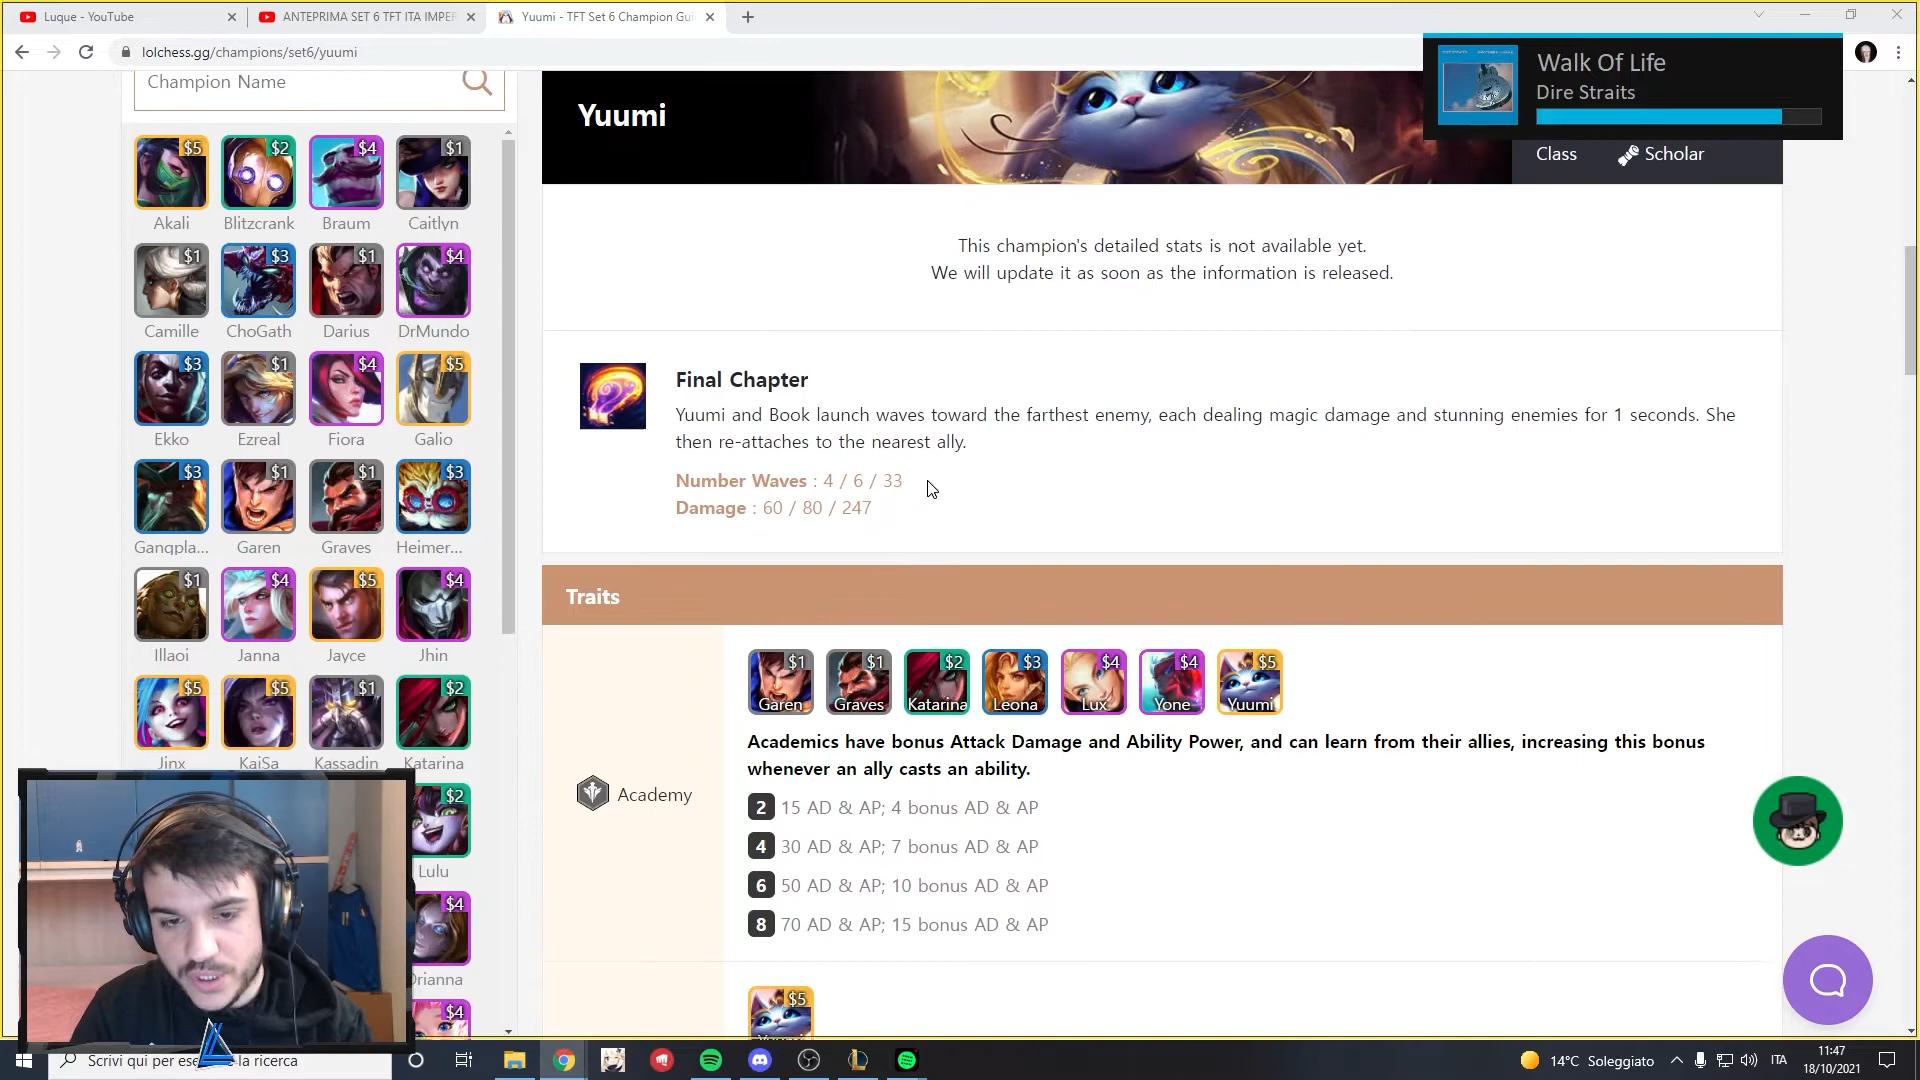 Luque - YouTube
ANTEPRIMA SET 6 TFT ITA IMPER
Yuumi - TFT Set 6 Champion Gui
lolchess.gg/champions/set6/yuumi
Walk Of Life
Dire Straits
Champion Name
Yuumi
Class
Scholar
$5
$2
$4
$1
Akali
Blitzcrank
Braum
Caitlyn
$1
$3
$1
$4
Camille
ChoGath
Darius
DrMundo
$3
$1
$4
$5
Ekko
Ezreal
Fiora
Galio
$3
$1
$1
$3
Gangpla...
Garen
Graves
Heimer...
$1
$4
$5
$4
Illaoi
Janna
Jayce
Jhin
$5
$5
$1
$2
Jinx
KaiSa
Kassadin
Katarina
$2
Lulu
$4
Orianna
$4
This champion's detailed stats is not available yet.
We will update it as soon as the information is released.
Final Chapter
Yuumi and Book launch waves toward the farthest enemy, each dealing magic damage and stunning enemies for 1 seconds. She
then re-attaches to the nearest ally.
Number Waves : 4 / 6 / 33
Damage : 60 / 80 / 247
Traits
$1
$1
$2
$3
$4
$4
$5
Garen
Graves
Katarina
Leona
Lux
Yone
Yuumi
Academy
Academics have bonus Attack Damage and Ability Power, and can learn from their allies, increasing this bonus
whenever an ally casts an ability.
2 15 AD & AP; 4 bonus AD & AP
4 30 AD & AP; 7 bonus AD & AP
6 50 AD & AP; 10 bonus AD & AP
8 70 AD & AP; 15 bonus AD & AP
$5
Scrivi qui per ese
la ricerca
14°C Soleggiato
ITA
11:47
18/10/2021